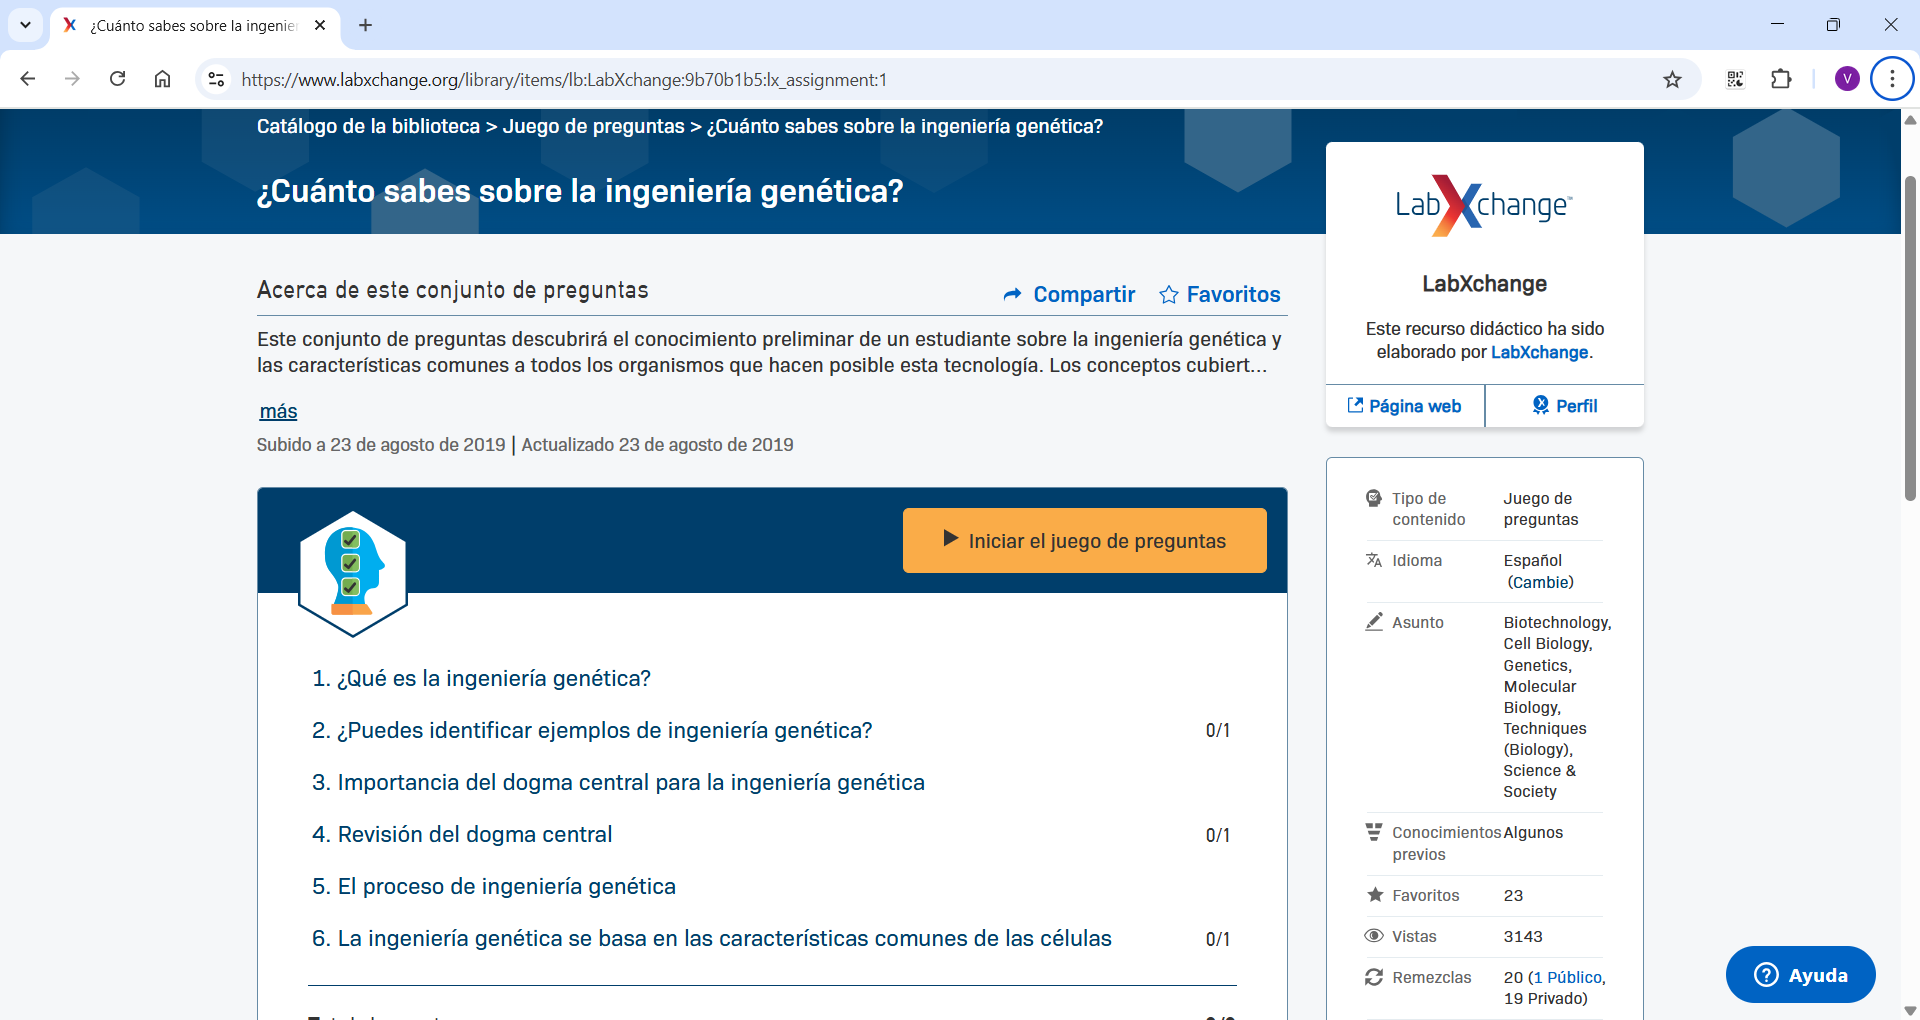 ¿Cuánto sabes sobre la ingenier
https://www.labxchange.org/library/items/lb:LabXchange:9b70b1b5:lx_assignment:1
V
Catálogo de la biblioteca > Juego de preguntas > ¿Cuánto sabes sobre la ingeniería genética?
¿Cuánto sabes sobre la ingeniería genética?
Acerca de este conjunto de preguntas
Compartir
Favoritos
Este conjunto de preguntas descubrirá el conocimiento preliminar de un estudiante sobre la ingeniería genética y
las características comunes a todos los organismos que hacen posible esta tecnología. Los conceptos cubiert...
más
Subido a 23 de agosto de 2019 | Actualizado 23 de agosto de 2019
Iniciar el juego de preguntas
1. ¿Qué es la ingeniería genética?
2. ¿Puedes identificar ejemplos de ingeniería genética? 0/1
3. Importancia del dogma central para la ingeniería genética
4. Revisión del dogma central 0/1
5. El proceso de ingeniería genética
6. La ingeniería genética se basa en las características comunes de las células 0/1
LabXchange™
LabXchange
Este recurso didáctico ha sido
elaborado por LabXchange.
Página web
Perfil
Tipo de contenido
Juego de preguntas
Idioma
Español
(Cambie)
Asunto
Biotechnology,
Cell Biology,
Genetics,
Molecular
Biology,
Techniques
(Biology),
Science &
Society
Conocimientos previos
Algunos
Favoritos 23
Vistas 3143
Remezclas 20 (1 Público,
19 Privado)
Ayuda